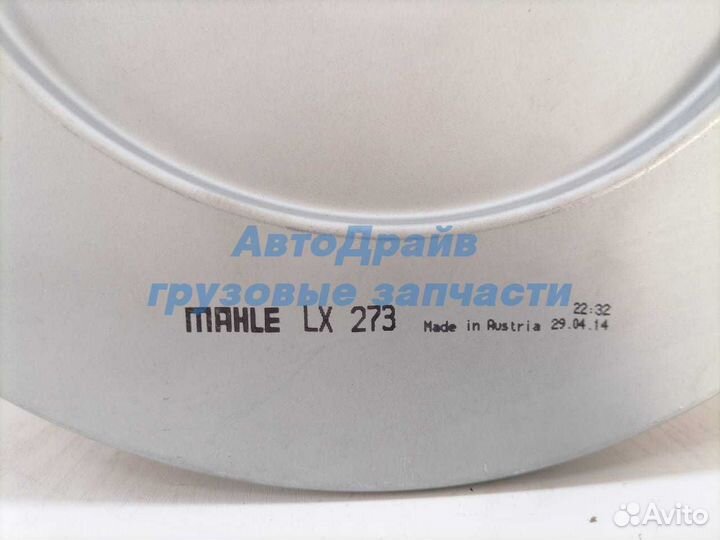 АвтоДрайв
грузовые запчасти
22:32
MAHLE LX 273 Made in Austria 29.04.14
Avito